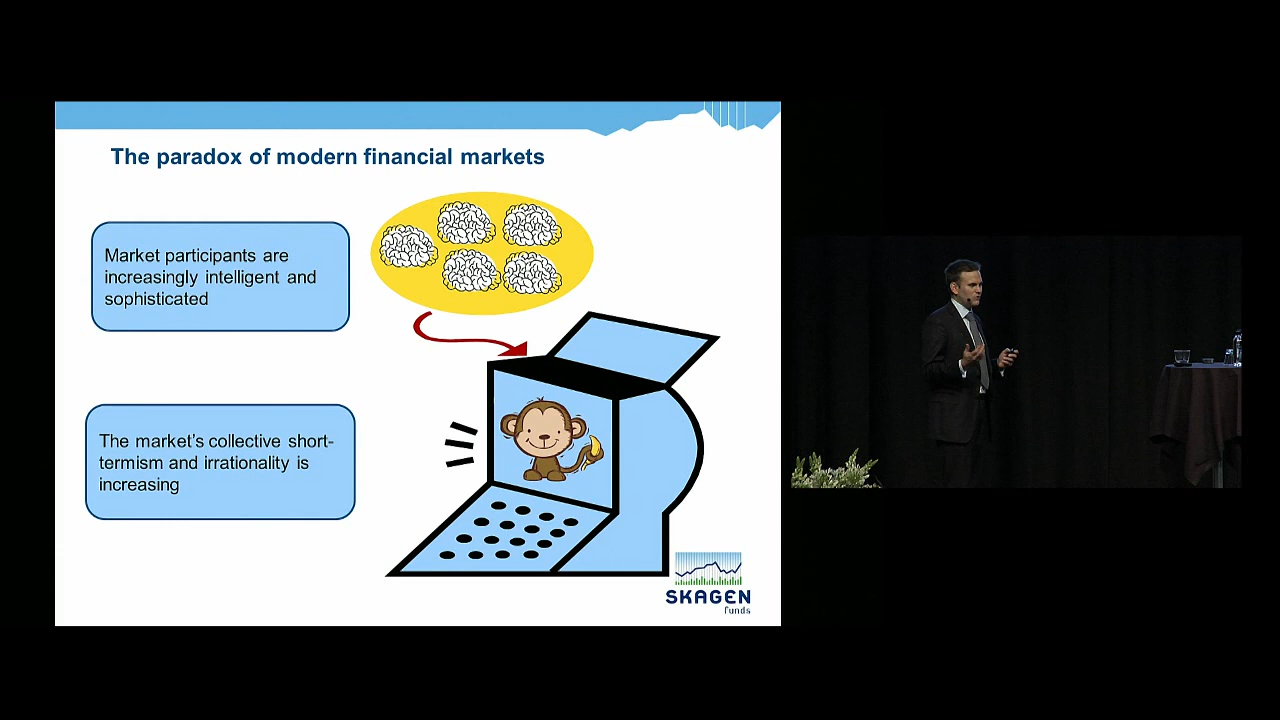 The paradox of modern financial markets
Market participants are
increasingly intelligent and
sophisticated
The market's collective short-
termism and irrationality is
increasing
SKAGEN
funds